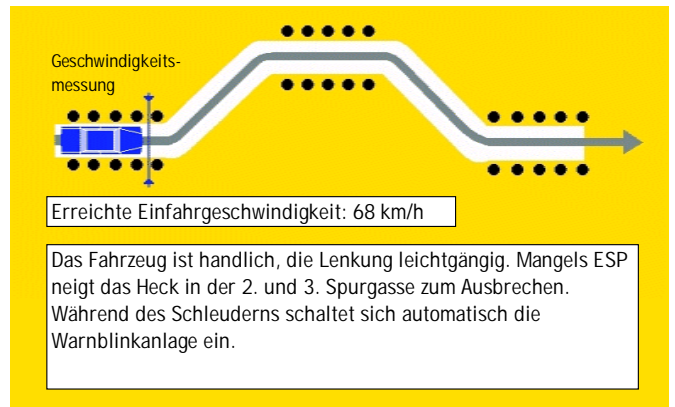 Geschwindigkeits-
messung
Erreichte Einfahrgeschwindigkeit: 68 km/h
Das Fahrzeug ist handlich, die Lenkung leichtgängig. Mangels ESP
neigt das Heck in der 2. und 3. Spurgasse zum Ausbrechen.
Während des Schleuderns schaltet sich automatisch die
Warnblinkanlage ein.